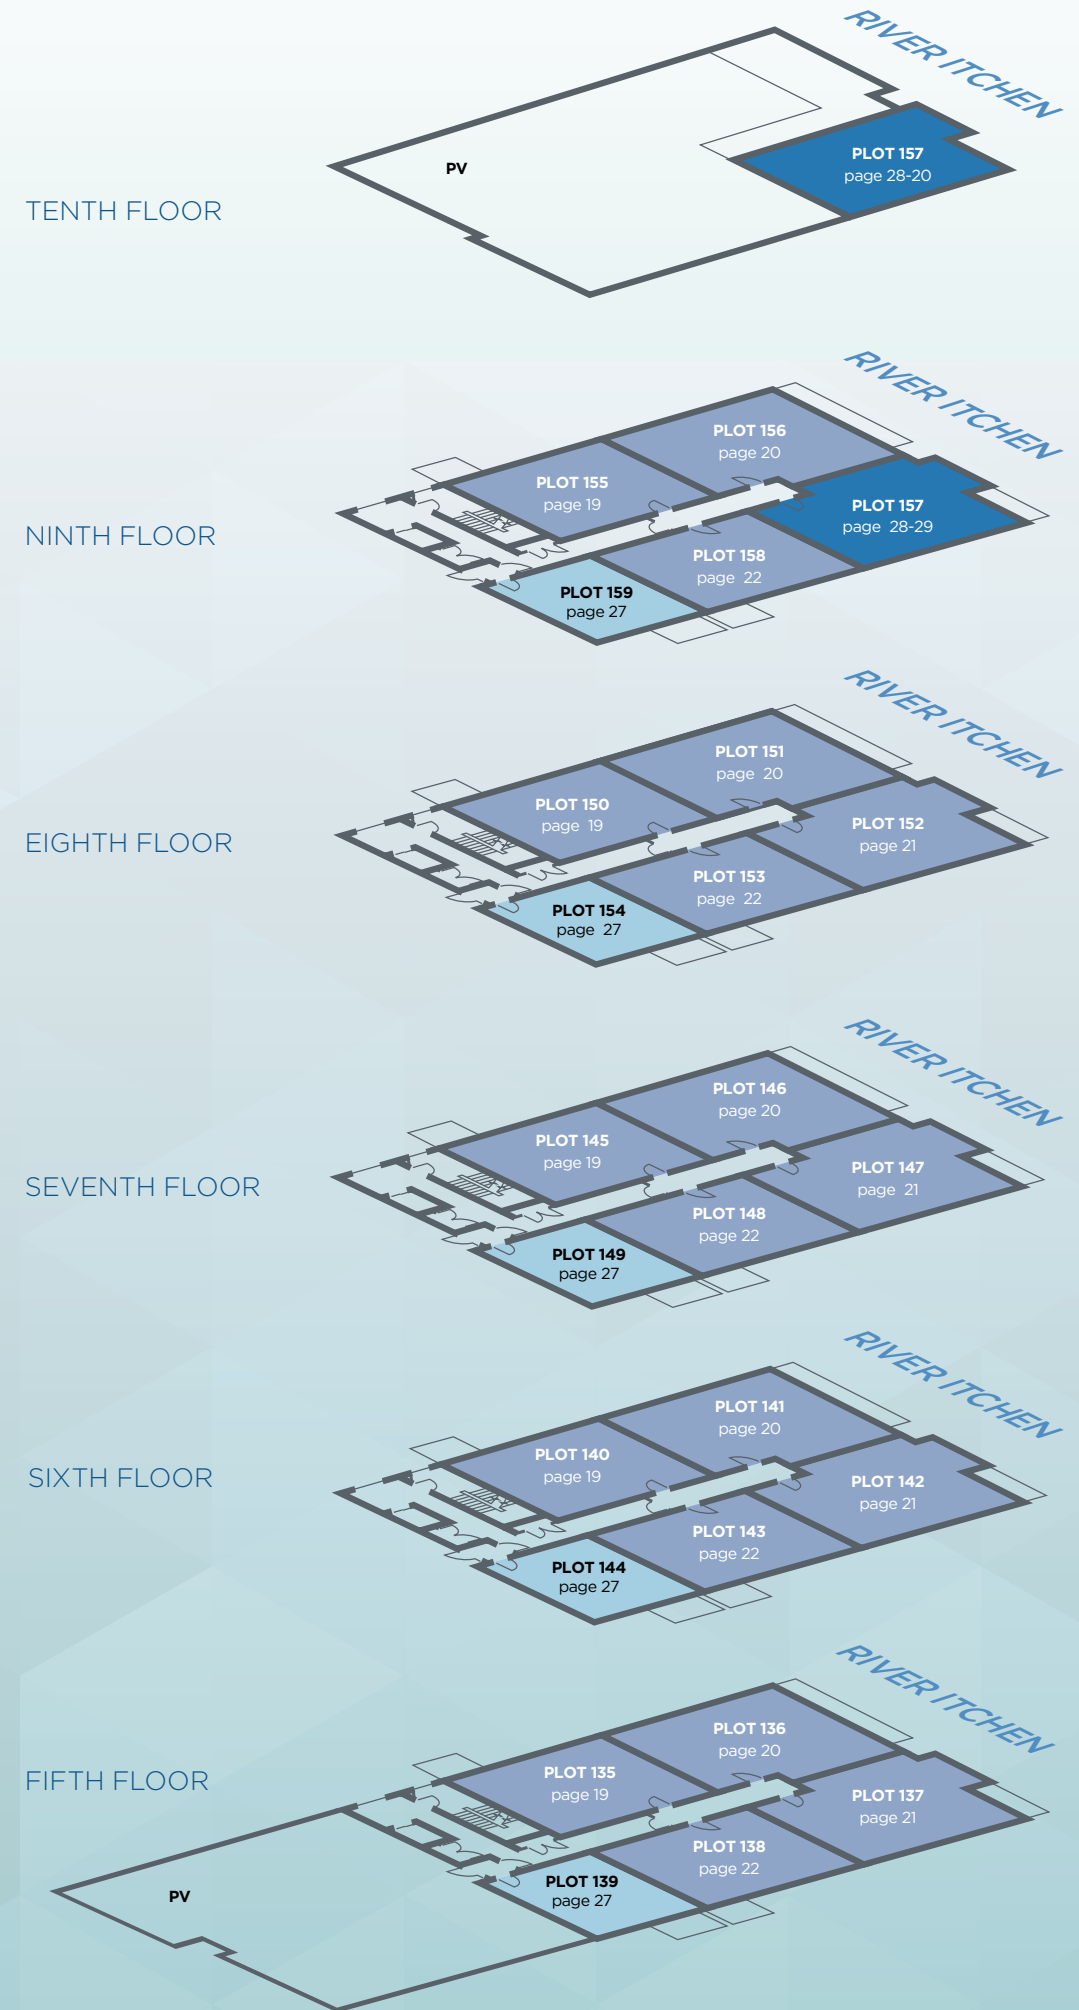 RIVER ITCHEN
PLOT 157
page 28-20
PV
TENTH FLOOR
RIVER ITCHEN
PLOT 156
page 20
PLOT 155
page 19
PLOT 157
page 28-29
NINTH FLOOR
PLOT 158
page 22
PLOT 159
page 27
RIVER ITCHEN
PLOT 151
page 20
PLOT 150
page 19
PLOT 152
page 21
EIGHTH FLOOR
PLOT 153
page 22
PLOT 154
page 27
RIVER ITCHEN
PLOT 146
page 20
PLOT 145
page 19
PLOT 147
page 21
SEVENTH FLOOR
PLOT 148
page 22
PLOT 149
page 27
RIVER ITCHEN
PLOT 141
page 20
PLOT 140
page 19
PLOT 142
page 21
SIXTH FLOOR
PLOT 143
page 22
PLOT 144
page 27
RIVER ITCHEN
PLOT 136
page 20
PLOT 135
page 19
FIFTH FLOOR
PLOT 137
page 21
PLOT 138
page 22
PLOT 139
page 27
PV